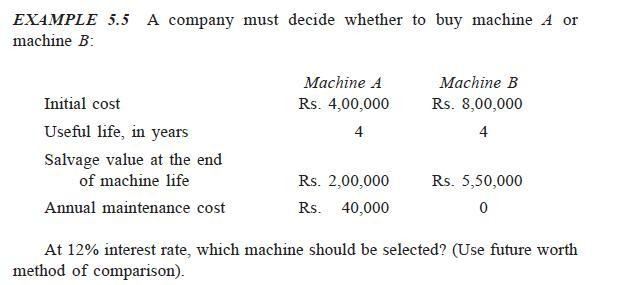 EXAMPLE 5.5 A company must decide whether to buy machine A or
machine B:
Machine A Machine B
Initial cost Rs. 4,00,000 Rs. 8,00,000
Useful life, in years 4 4
Salvage value at the end
of machine life Rs. 2,00,000 Rs. 5,50,000
Annual maintenance cost Rs. 40,000 0
At 12% interest rate, which machine should be selected? (Use future worth
method of comparison).